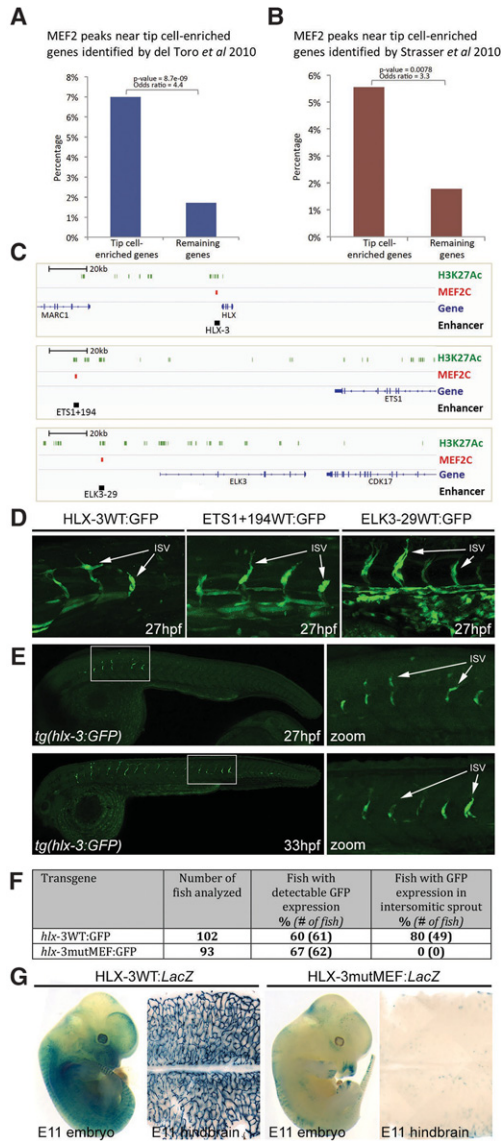 A
MEF2 peaks near tip cell-enriched
genes identified by del Toro et al 2010
p-value = 8.7e-09
Odds ratio = 4.4
8%
7%
6%
5%
4%
3%
2%
1%
0%
Percentage
Tip cell-
enriched genes
Remaining
genes
B
MEF2 peaks near tip cell-enriched
genes identified by Strasser et al 2010
p-value = 0.0078
Odds ratio = 3.3
6%
5%
4%
3%
2%
1%
0%
Percentage
Tip cell-
enriched genes
Remaining
genes
C
20kb
H3K27Ac
MEF2C
Gene
Enhancer
MARC1
HLX
HLX-3
20kb
H3K27Ac
MEF2C
Gene
Enhancer
ETS1
ETS1+194
20kb
H3K27Ac
MEF2C
Gene
Enhancer
ELK3
CDK17
ELK3-29
D
HLX-3WT:GFP
ETS1+194WT:GFP
ELK3-29WT:GFP
ISV
ISV
ISV
27hpf
27hpf
27hpf
E
ISV
tg(hlx-3:GFP)
27hpf
zoom
ISV
tg(hlx-3:GFP)
33hpf
zoom
F
Transgene
Number of
fish analyzed
Fish with
detectable GFP
expression
% (# of fish)
Fish with GFP
expression in
intersomitic sprout
% (# of fish)
hlx-3WT:GFP
102
60 (61)
80 (49)
hlx-3mutMEF:GFP
93
67 (62)
0 (0)
G
HLX-3WT:LacZ
HLX-3mutMEF:LacZ
E11 embryo
E11 hindbrain
E11 embryo
E11 hindbrain